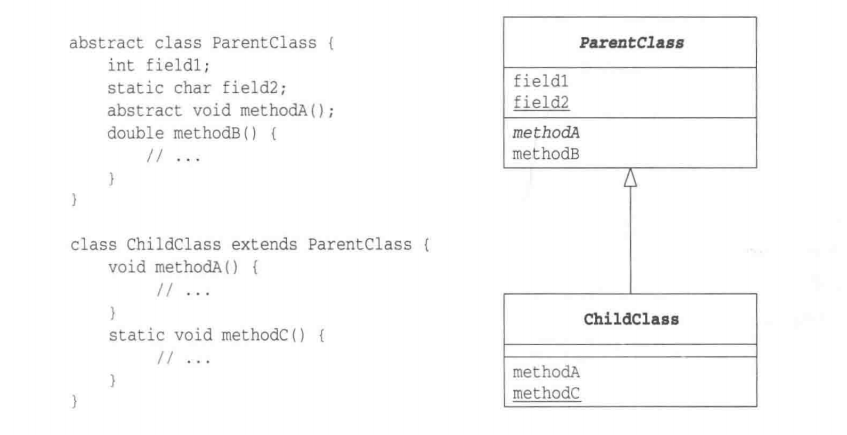 abstract class ParentClass {
    int field1;
    static char field2;
    abstract void methodA();
    double methodB() {
        // ...
    }
}
class ChildClass extends ParentClass {
    void methodA() {
        // ...
    }
    static void methodC() {
        // ...
    }
}
ParentClass
field1
field2
methodA
methodB
ChildClass
methodA
methodC